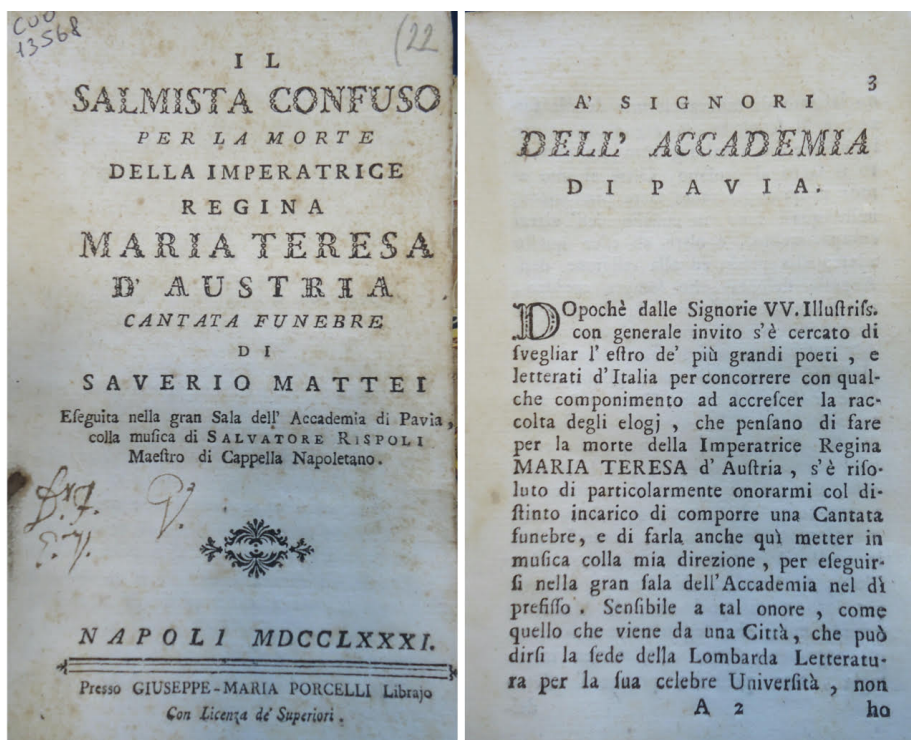 CUO
13568
(22
IL
SALMISTA CONFUSO
PER LA MORTE
DELLA IMPERATRICE
REGINA
MARIA TERESA
D' AUSTRIA
CANTATA FUNEBRE
DI
SAVERIO MATTEI
Eſeguita nella gran Sala dell' Accademia di Pavia,
colla muſica di SALVATORE RISPOLI
Maeſtro di Cappella Napoletano.
NAPOLI MDCCLXXXI.
Preſſo GIUSEPPE-MARIA PORCELLI Librajo
Con Licenza de' Superiori.
3
A' SIGNORI
DELL' ACCADEMIA
DI PAVIA.
DOpochè dalle Signorie VV. Illuſtriſs.
con generale invito s'è cercato di
ſvegliar l' eſtro de' più grandi poeti, e
letterati d'Italia per concorrere con qual-
che componimento ad accreſcer la rac-
colta degli elogj, che penſano di fare
per la morte della Imperatrice Regina
MARIA TERESA d' Auſtria, s'è riſo-
luto di particolarmente onorarmi col di-
ſtinto incarico di comporre una Cantata
funebre, e di farla anche quì metter in
muſica colla mia direzione, per eſeguir-
ſi nella gran ſala dell'Accademia nel dì
prefiſſo. Senſibile a tal onore, come
quello che viene da una Città, che può
dirſi la ſede della Lombarda Letteratu-
ra per la ſua celebre Univerſità, non
A 2 ho